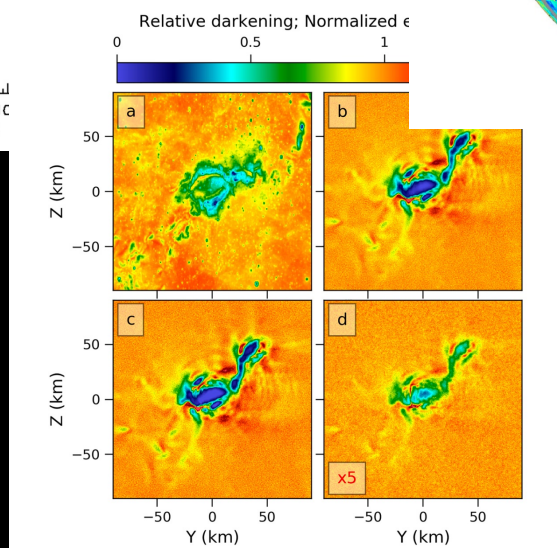 Relative darkening; Normalized
0 0.5 1
a b
50
Z (km) 0
−50
c d
50
Z (km) 0
−50
x5
−50 0 50 −50 0 50
Y (km) Y (km)